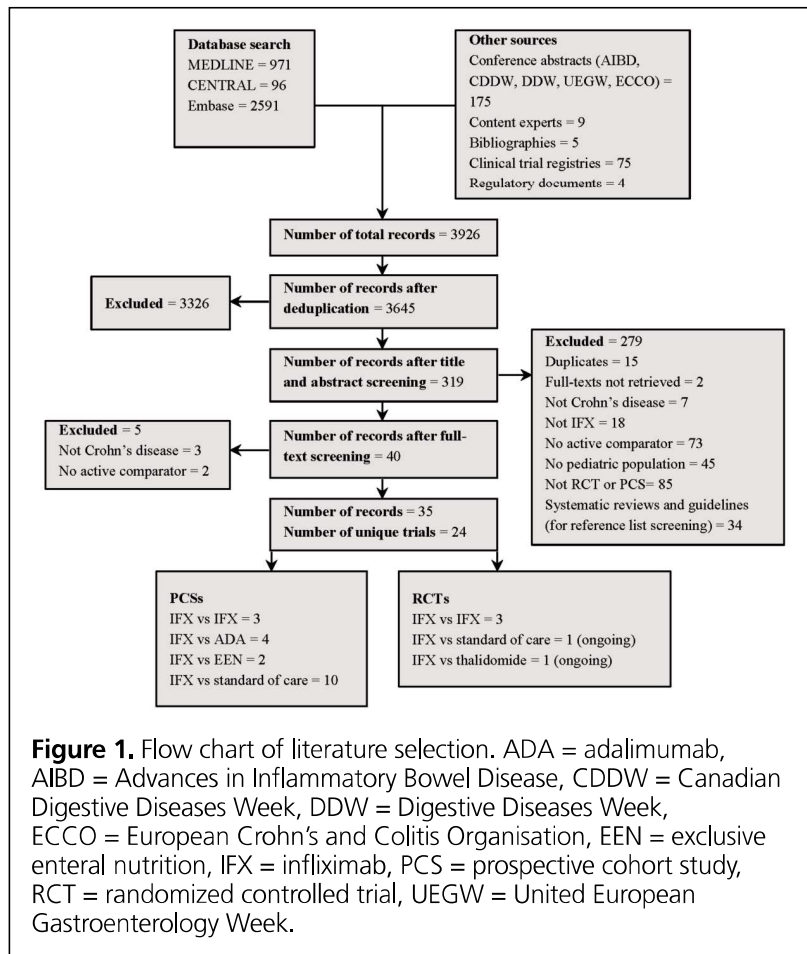 Database search
MEDLINE = 971
CENTRAL = 96
Embase = 2591
Other sources
Conference abstracts (AIBD,
CDDW, DDW, UEGW, ECCO) =
175
Content experts = 9
Bibliographies = 5
Clinical trial registries = 75
Regulatory documents = 4
Number of total records = 3926
Number of records after
deduplication = 3645
Excluded = 3326
Number of records after title
and abstract screening = 319
Excluded = 279
Duplicates = 15
Full-texts not retrieved = 2
Not Crohn's disease = 7
Not IFX = 18
No active comparator = 73
No pediatric population = 45
Not RCT or PCS= 85
Systematic reviews and guidelines
(for reference list screening) = 34
Excluded = 5
Not Crohn's disease = 3
No active comparator = 2
Number of records after full-
text screening = 40
Number of records = 35
Number of unique trials = 24
PCSs
IFX vs IFX = 3
IFX vs ADA = 4
IFX vs EEN = 2
IFX vs standard of care = 10
RCTs
IFX vs IFX = 3
IFX vs standard of care = 1 (ongoing)
IFX vs thalidomide = 1 (ongoing)
Figure 1. Flow chart of literature selection. ADA = adalimumab,
AIBD = Advances in Inflammatory Bowel Disease, CDDW = Canadian
Digestive Diseases Week, DDW = Digestive Diseases Week,
ECCO = European Crohn's and Colitis Organisation, EEN = exclusive
enteral nutrition, IFX = infliximab, PCS = prospective cohort study,
RCT = randomized controlled trial, UEGW = United European
Gastroenterology Week.